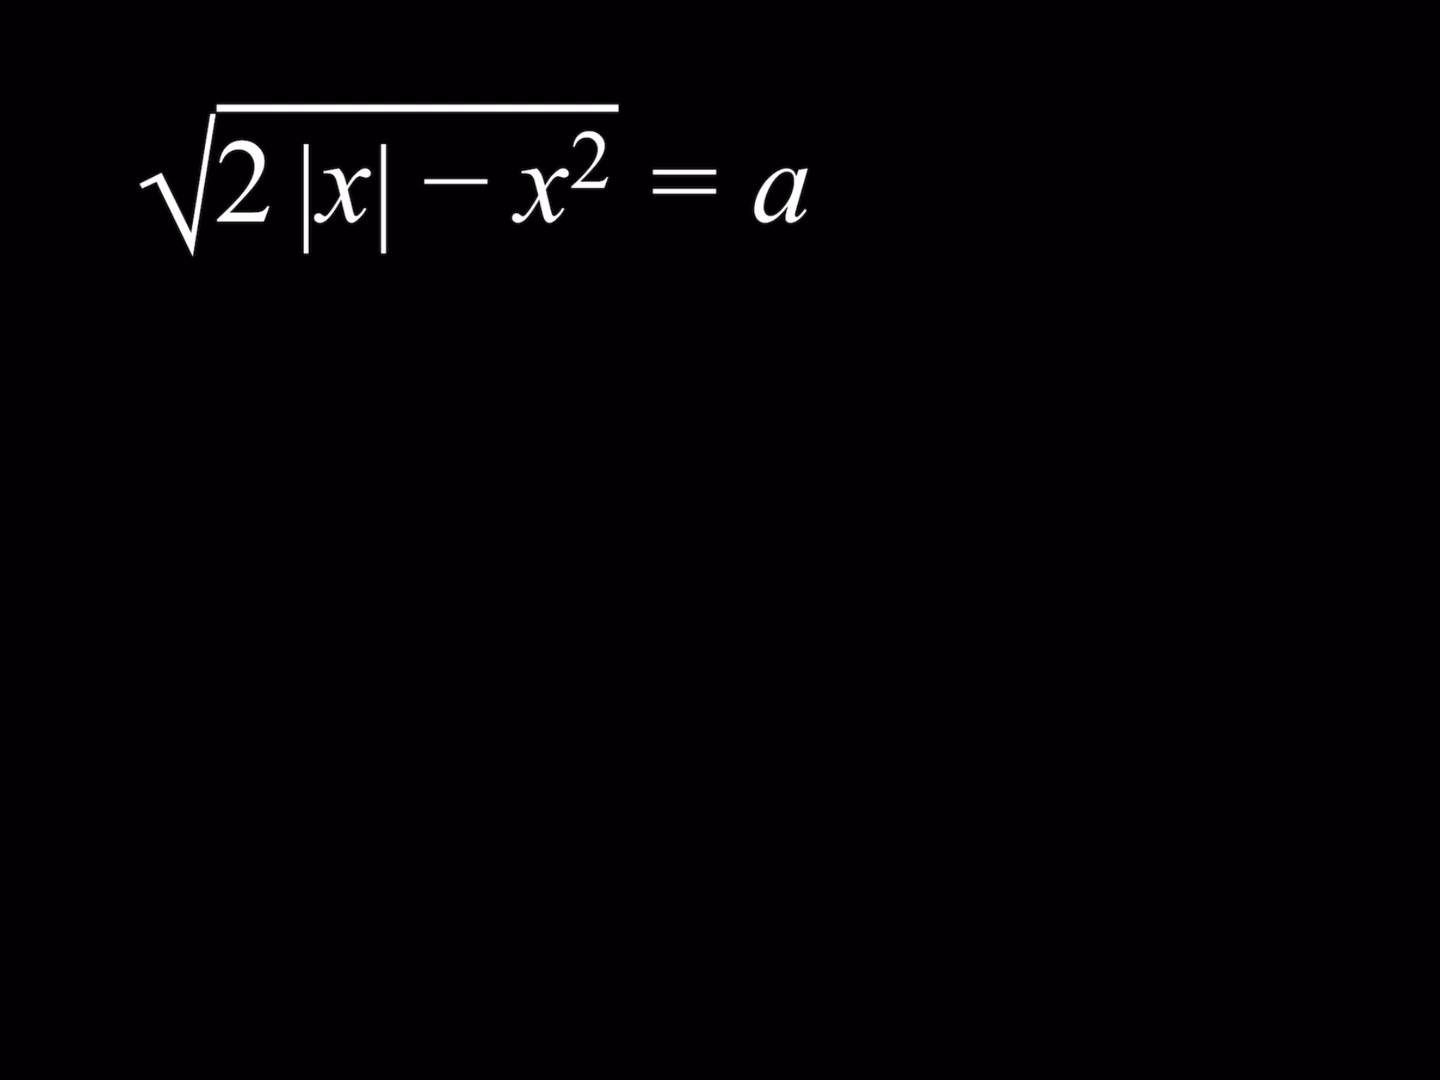 √(2 |x| − x²) = a